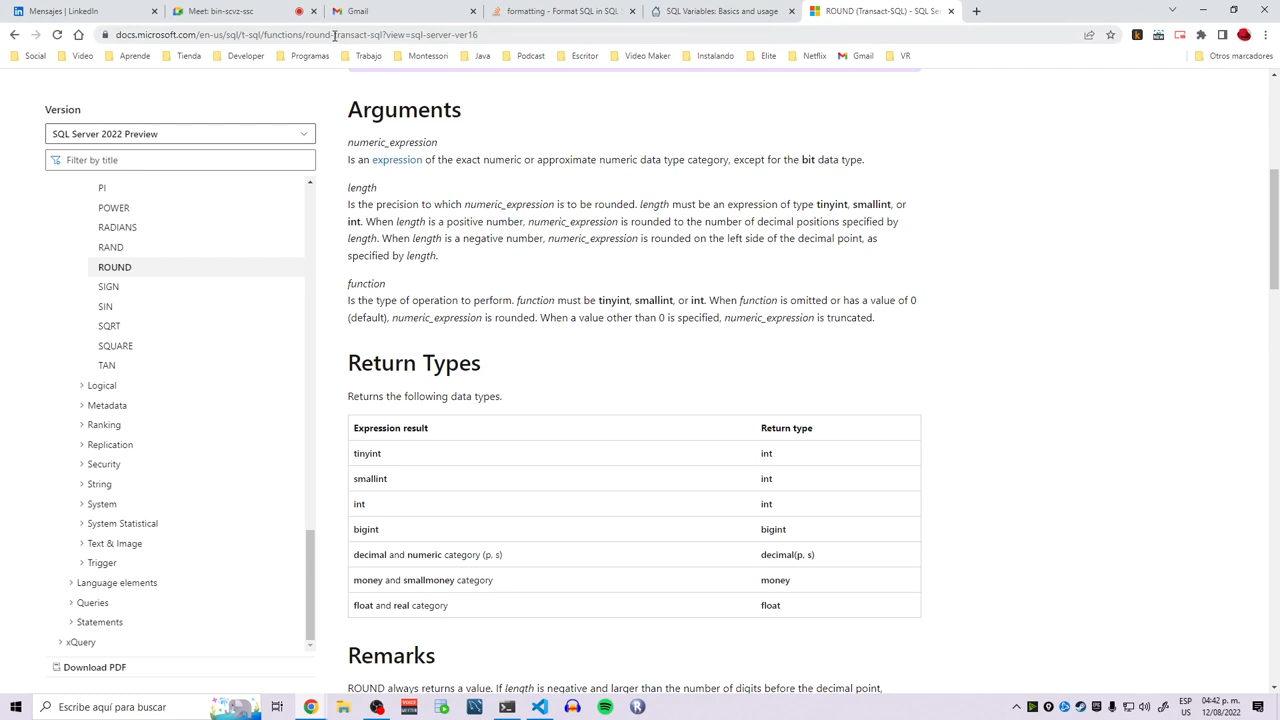 Mensajes | LinkedIn
Meet: bin-scvz-ssc
Gmail
formatting - Format SQL in SQL S
SQL Variables: Basics and usage
ROUND (Transact-SQL) - SQL Ser
docs.microsoft.com/en-us/sql/t-sql/functions/round-transact-sql?view=sql-server-ver16
Social
Video
Aprende
Tienda
Developer
Programas
Trabajo
Montessori
Java
Podcast
Escritor
Video Maker
Instalando
Elite
Netflix
Gmail
VR
Otros marcadores
Version
SQL Server 2022 Preview
Filter by title
PI
POWER
RADIANS
RAND
ROUND
SIGN
SIN
SQRT
SQUARE
TAN
Logical
Metadata
Ranking
Replication
Security
String
System
System Statistical
Text & Image
Trigger
Language elements
Queries
Statements
xQuery
Download PDF
Arguments
numeric_expression
Is an expression of the exact numeric or approximate numeric data type category, except for the bit data type.
length
Is the precision to which numeric_expression is to be rounded. length must be an expression of type tinyint, smallint, or
int. When length is a positive number, numeric_expression is rounded to the number of decimal positions specified by
length. When length is a negative number, numeric_expression is rounded on the left side of the decimal point, as
specified by length.
function
Is the type of operation to perform. function must be tinyint, smallint, or int. When function is omitted or has a value of 0
(default), numeric_expression is rounded. When a value other than 0 is specified, numeric_expression is truncated.
Return Types
Returns the following data types.
Expression result Return type
tinyint int
smallint int
int int
bigint bigint
decimal and numeric category (p, s) decimal(p, s)
money and smallmoney category money
float and real category float
Remarks
ROUND always returns a value. If length is negative and larger than the number of digits before the decimal point,
Escribe aquí para buscar
ESP
US
04:42 p. m.
12/08/2022